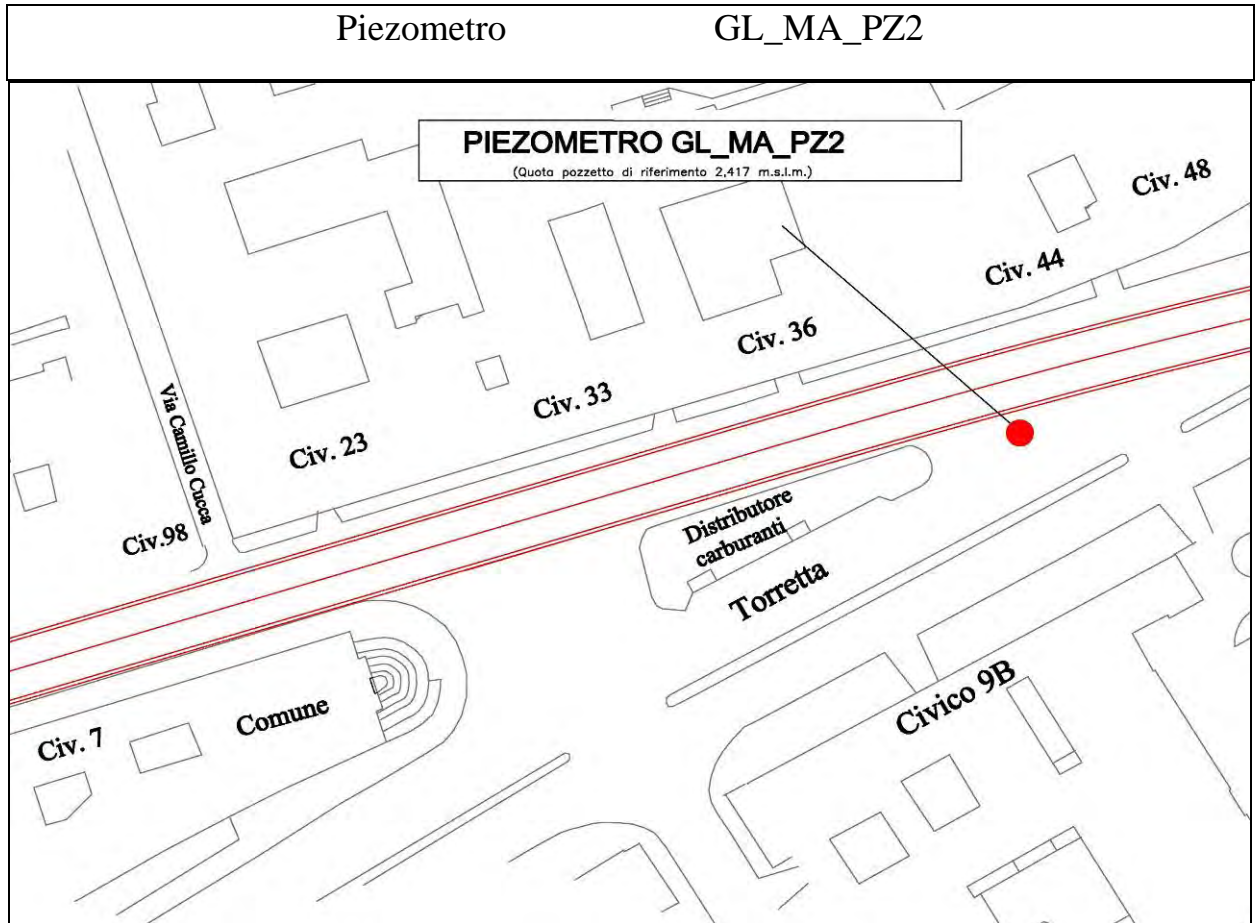 Piezometro GL_MA_PZ2
PIEZOMETRO GL_MA_PZ2
(Quota pozzetto di riferimento 2,417 m.s.l.m.)
Civ. 48
Civ. 44
Civ. 36
Civ. 33
Civ. 23
Via Camillo Cucca
Civ.98
Distributore
carburanti
Torretta
Civico 9B
Comune
Civ. 7